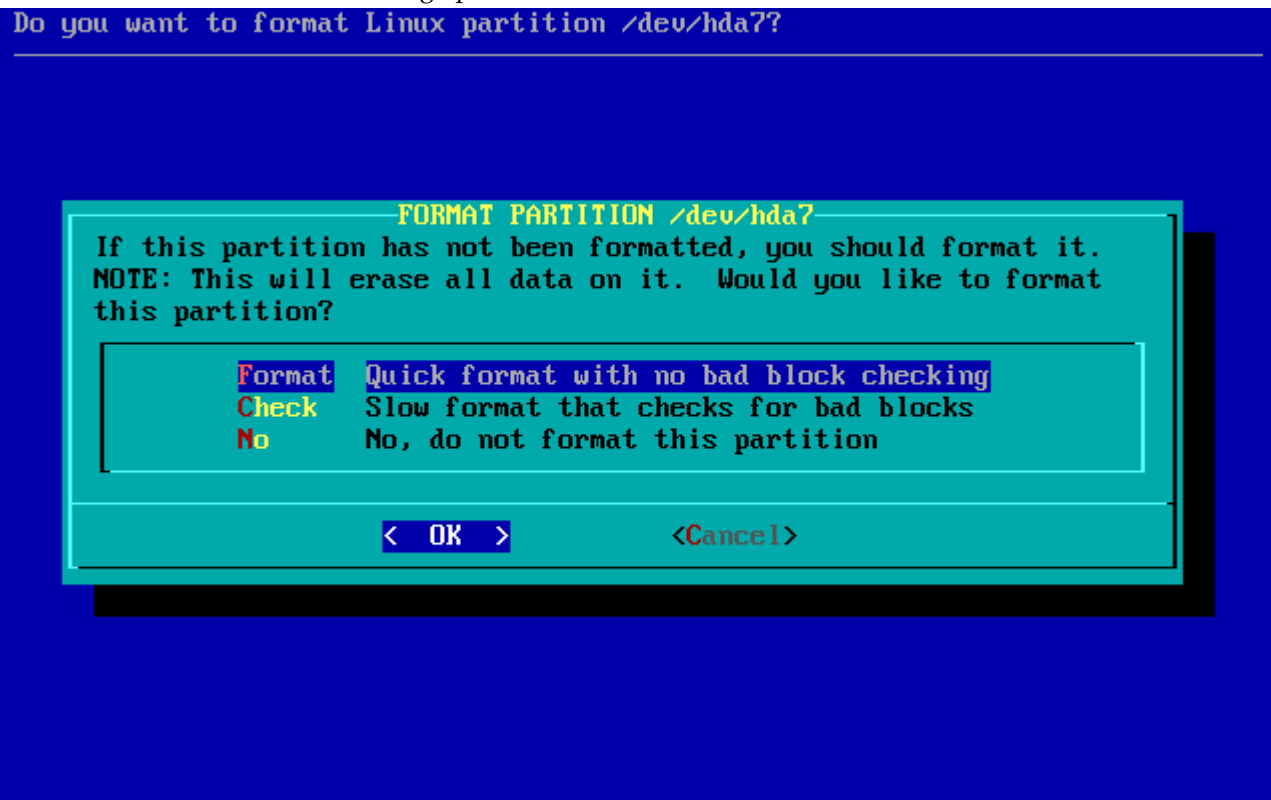 Do you want to format Linux partition /dev/hda7?
FORMAT PARTITION /dev/hda7
If this partition has not been formatted, you should format it.
NOTE: This will erase all data on it.  Would you like to format
this partition?
Format  Quick format with no bad block checking
Check  Slow format that checks for bad blocks
No  No, do not format this partition
<  OK  >  <Cancel>